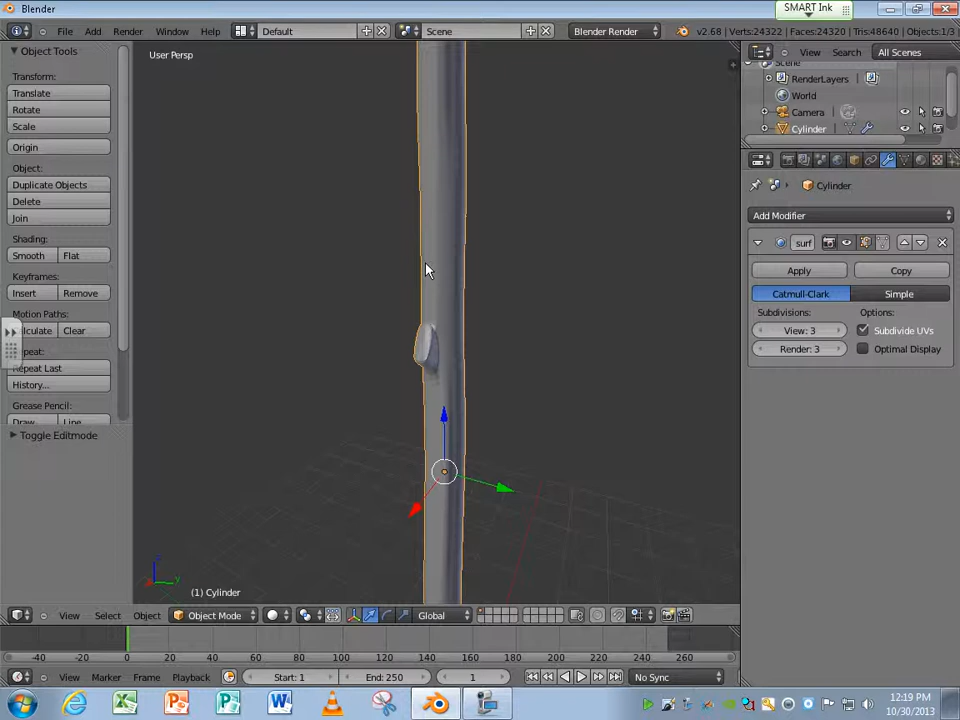 Blender
SMART Ink
File Add Render Window Help Default Scene Blender Render v2.68 | Verts:24322 | Faces:24320 | Tris:48640 | Objects:1/3
Object Tools
Transform:
Translate
Rotate
Scale
Origin
Object:
Duplicate Objects
Delete
Join
Shading:
Smooth Flat
Keyframes:
Insert Remove
Motion Paths:
alculate Clear
epeat:
Repeat Last
History...
Grease Pencil:
Draw Line
Toggle Editmode
User Persp
(1) Cylinder
View Search All Scenes
Scene
RenderLayers
World
Camera
Cylinder
Cylinder
Add Modifier
surf
Apply Copy
Catmull-Clark Simple
Subdivisions: Options:
View: 3 Subdivide UVs
Render: 3 Optimal Display
View Select Add Object Object Mode Global
-40 -20 0 20 40 60 80 100 120 140 160 180 200 220 240 260
View Marker Frame Playback Start: 1 End: 250 1 No Sync
12:19 PM
10/30/2013